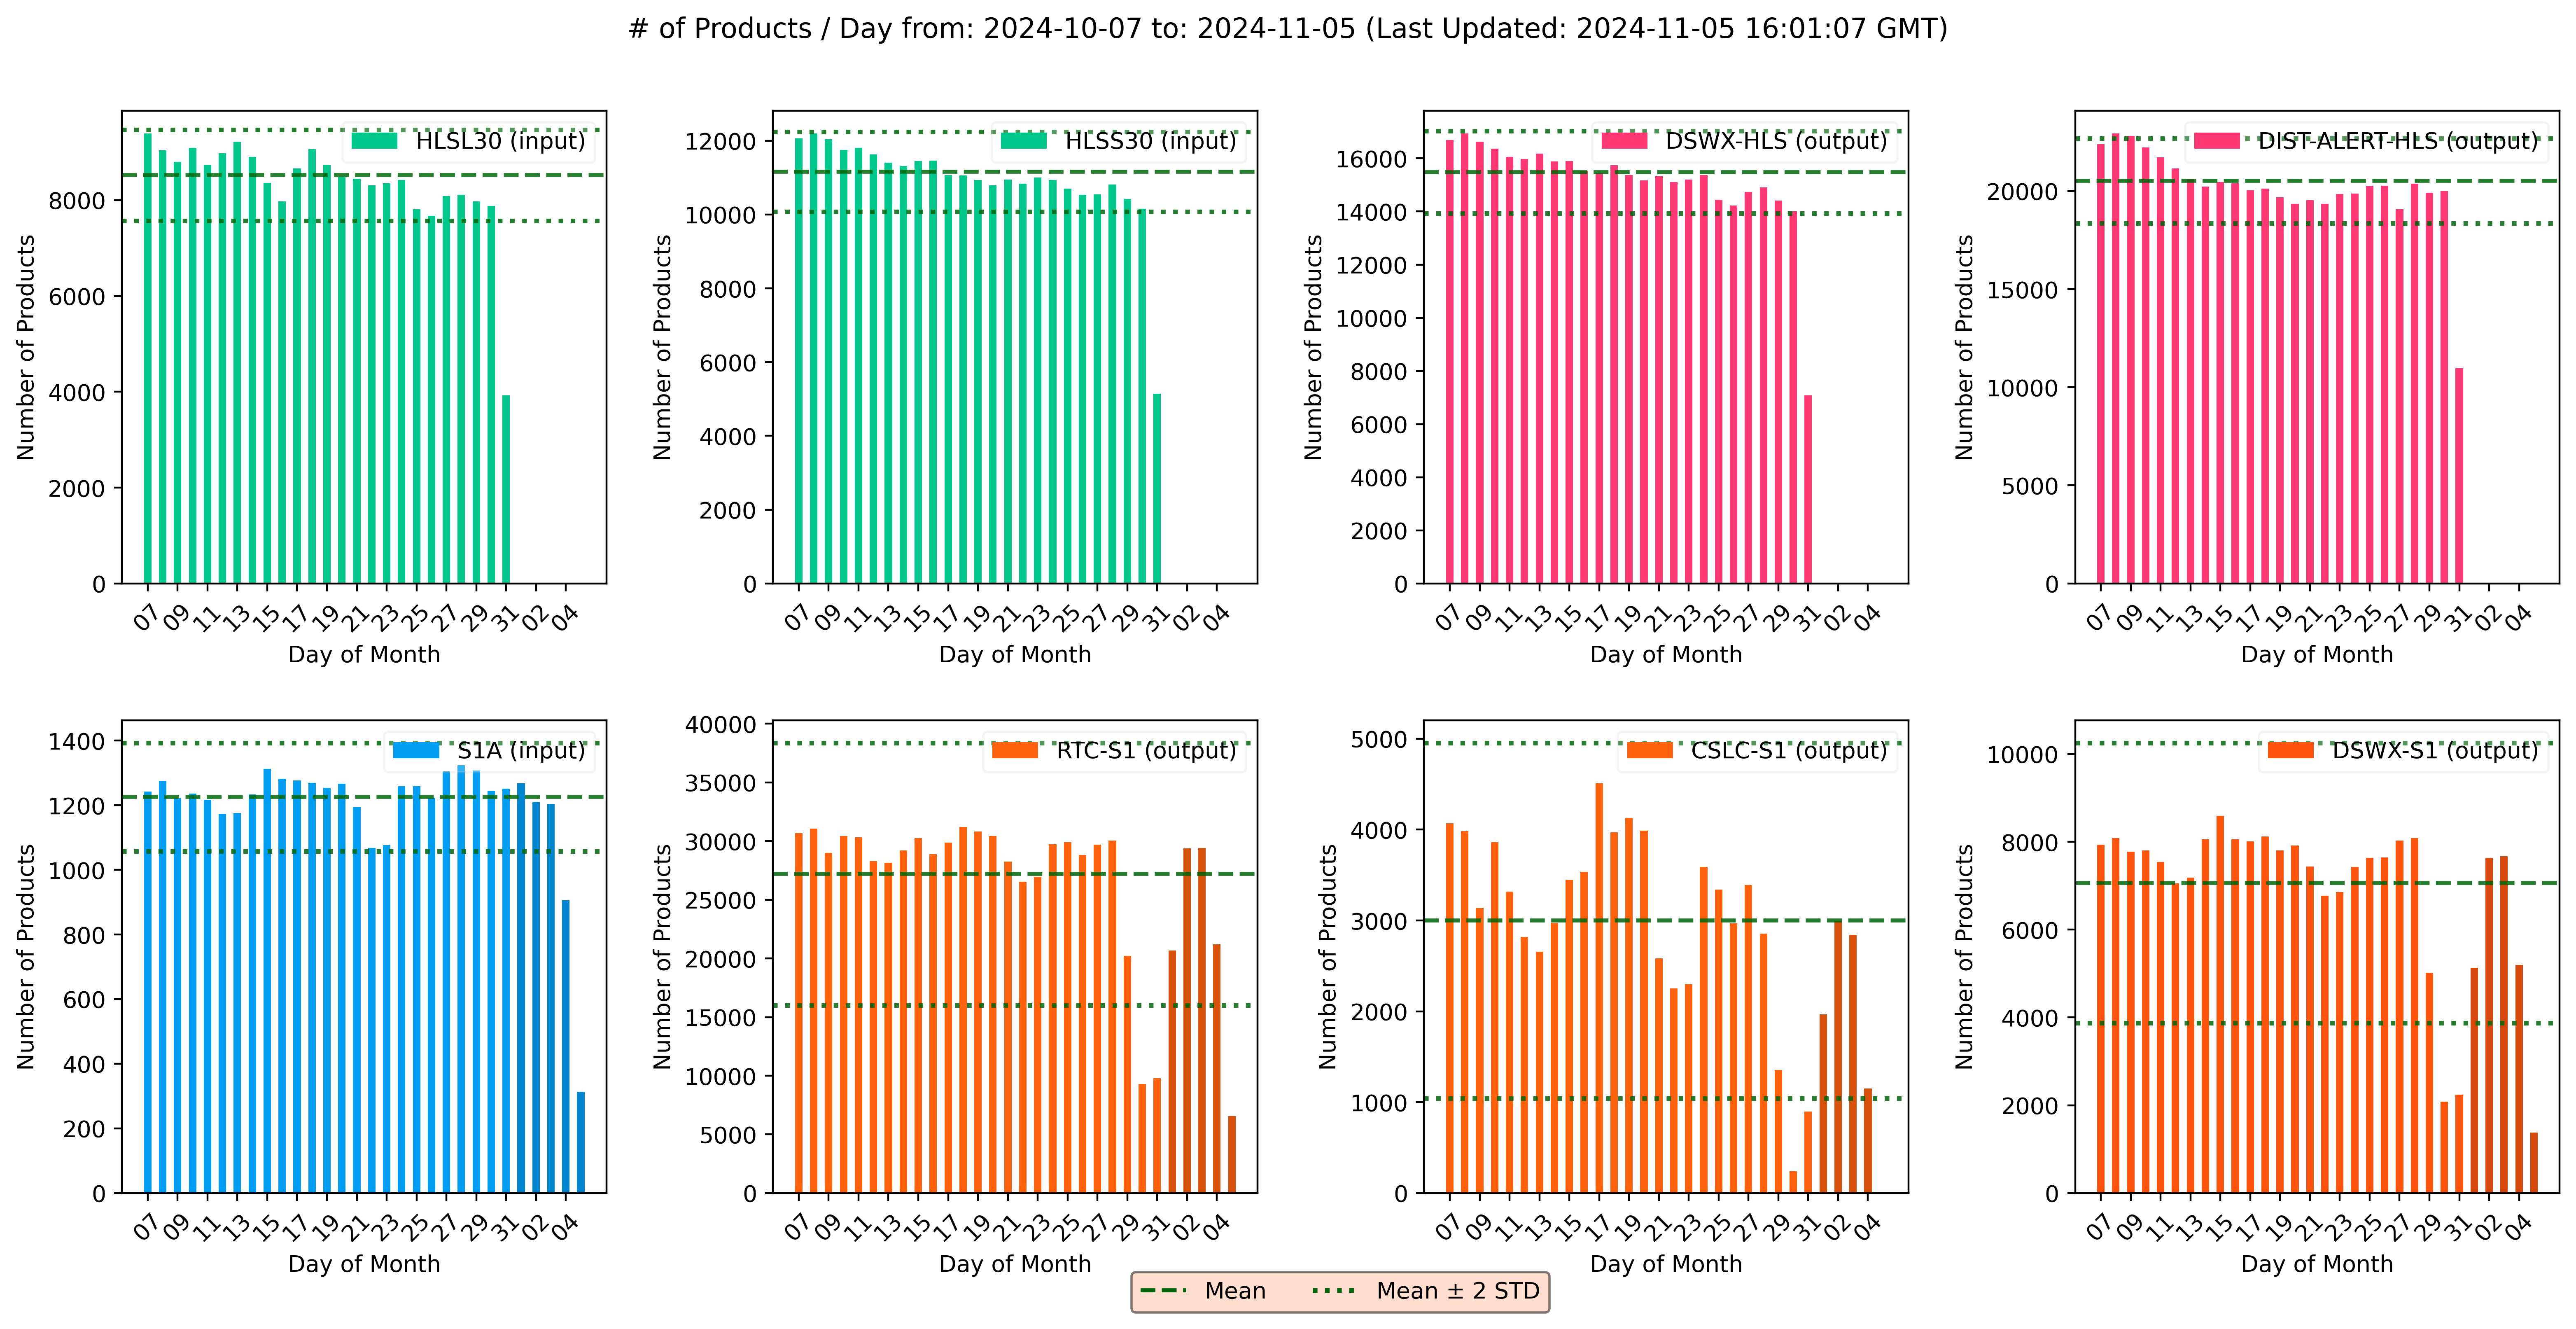 # of Products / Day from: 2024-10-07 to: 2024-11-05 (Last Updated: 2024-11-05 16:01:07 GMT)
HLSL30 (input)
Number of Products
8000
6000
4000
2000
0
07 09 11 13 15 17 19 21 23 25 27 29 31 02 04
Day of Month
HLSS30 (input)
Number of Products
12000
10000
8000
6000
4000
2000
0
07 09 11 13 15 17 19 21 23 25 27 29 31 02 04
Day of Month
DSWX-HLS (output)
Number of Products
16000
14000
12000
10000
8000
6000
4000
2000
0
07 09 11 13 15 17 19 21 23 25 27 29 31 02 04
Day of Month
DIST-ALERT-HLS (output)
Number of Products
20000
15000
10000
5000
0
07 09 11 13 15 17 19 21 23 25 27 29 31 02 04
Day of Month
S1A (input)
Number of Products
1400
1200
1000
800
600
400
200
0
07 09 11 13 15 17 19 21 23 25 27 29 31 02 04
Day of Month
RTC-S1 (output)
Number of Products
40000
35000
30000
25000
20000
15000
10000
5000
0
07 09 11 13 15 17 19 21 23 25 27 29 31 02 04
Day of Month
CSLC-S1 (output)
Number of Products
5000
4000
3000
2000
1000
0
07 09 11 13 15 17 19 21 23 25 27 29 31 02 04
Day of Month
DSWX-S1 (output)
Number of Products
10000
8000
6000
4000
2000
0
07 09 11 13 15 17 19 21 23 25 27 29 31 02 04
Day of Month
Mean
Mean ± 2 STD